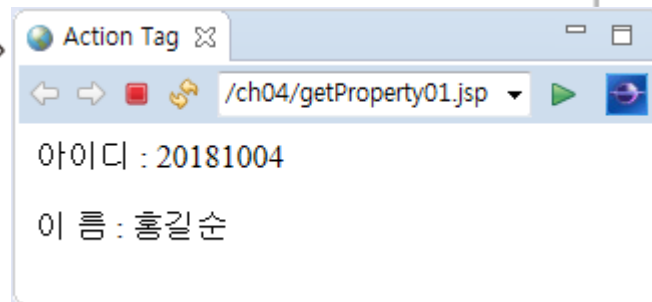 Action Tag
/ch04/getProperty01.jsp
아이디 : 20181004
이 름 : 홍길순